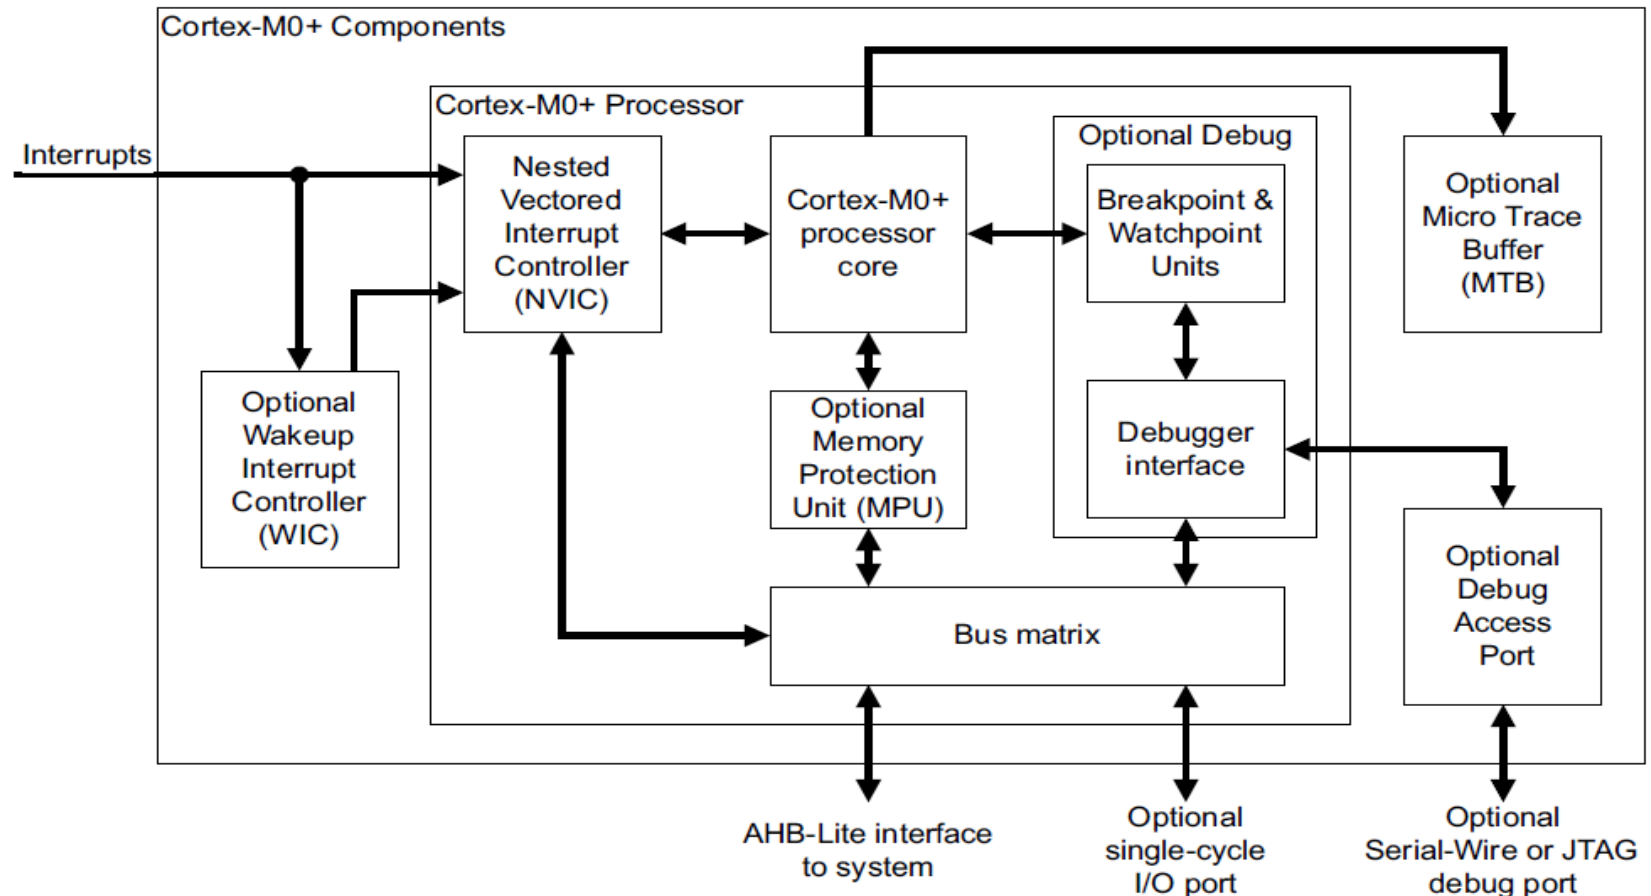 Cortex-M0+ Components
Cortex-M0+ Processor
Interrupts
Nested
Vectored
Interrupt
Controller
(NVIC)
Cortex-M0+
processor
core
Optional Debug
Breakpoint &
Watchpoint
Units
Optional
Micro Trace
Buffer
(MTB)
Optional
Wakeup
Interrupt
Controller
(WIC)
Optional
Memory
Protection
Unit (MPU)
Debugger
interface
Optional
Debug
Access
Port
Bus matrix
AHB-Lite interface
to system
Optional
single-cycle
I/O port
Optional
Serial-Wire or JTAG
debug port